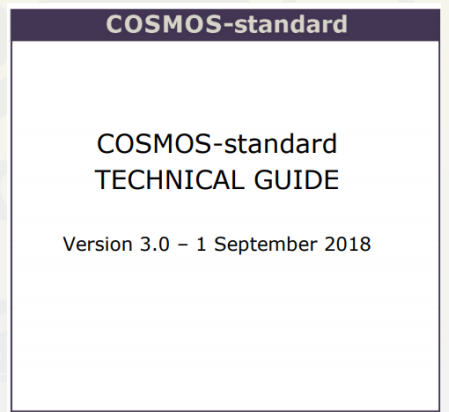 COSMOS-standard
COSMOS-standard
TECHNICAL GUIDE
Version 3.0 – 1 September 2018